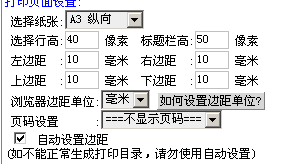 打印页面设置:
选择纸张: A3 纵向
选择行高: 40 像素 标题栏高: 50 像素
左边距 : 10 毫米 右边距 : 10 毫米
上边距 : 10 毫米 下边距 : 10 毫米
浏览器边距单位: 毫米 如何设置边距单位?
页码设置 : ===不显示页码===
自动设置边距
(如不能正常生成打印目录，请勿使用自动设置)